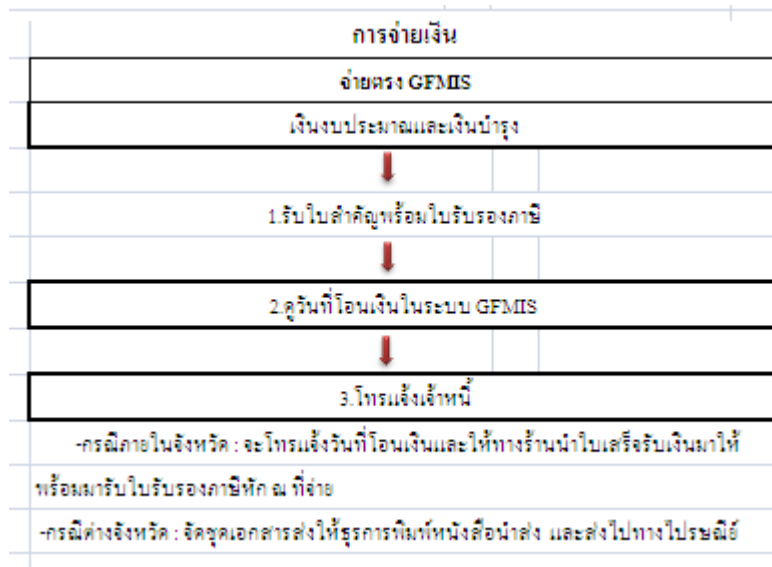 การจ่ายเงิน
จ่ายตรง GFMIS
เงินงบประมาณและเงินบำรุง
1.รับใบสำคัญพร้อมใบรับรองภาษี
2.ดูวันที่โอนเงินในระบบ GFMIS
3.โทรแจ้งเจ้าหนี้
-กรณีภายในจังหวัด : จะโทรแจ้งวันที่โอนเงินและให้ทางร้านนำใบเสร็จรับเงินมาให้
พร้อมมารับใบรับรองภาษีหัก ณ ที่จ่าย
-กรณีต่างจังหวัด : จัดชุดเอกสารส่งให้ธุรการพิมพ์หนังสือนำส่ง และส่งไปทางไปรษณีย์